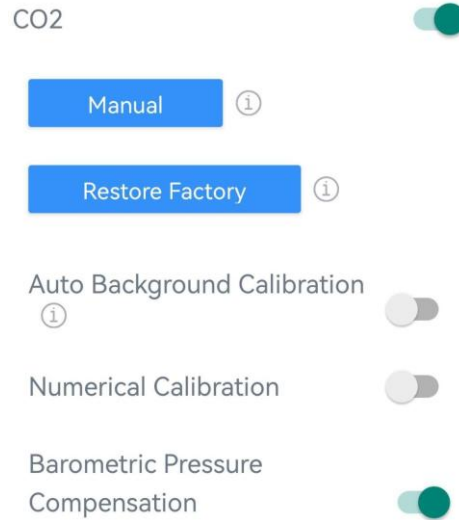 CO2
Manual
Restore Factory
Auto Background Calibration
Numerical Calibration
Barometric Pressure
Compensation